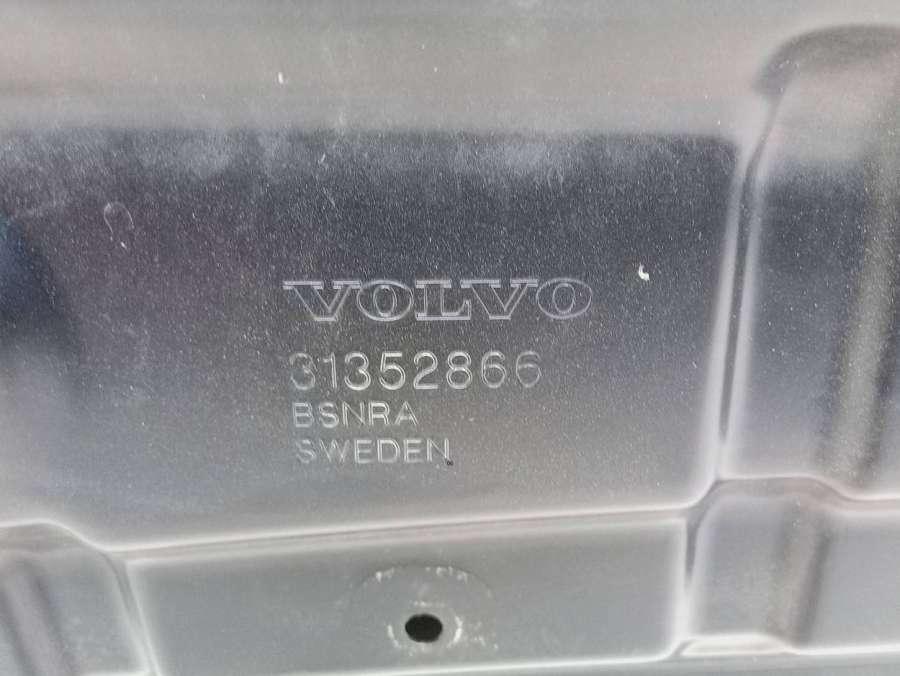 VOLVO
31352866
BSNRA
SWEDEN